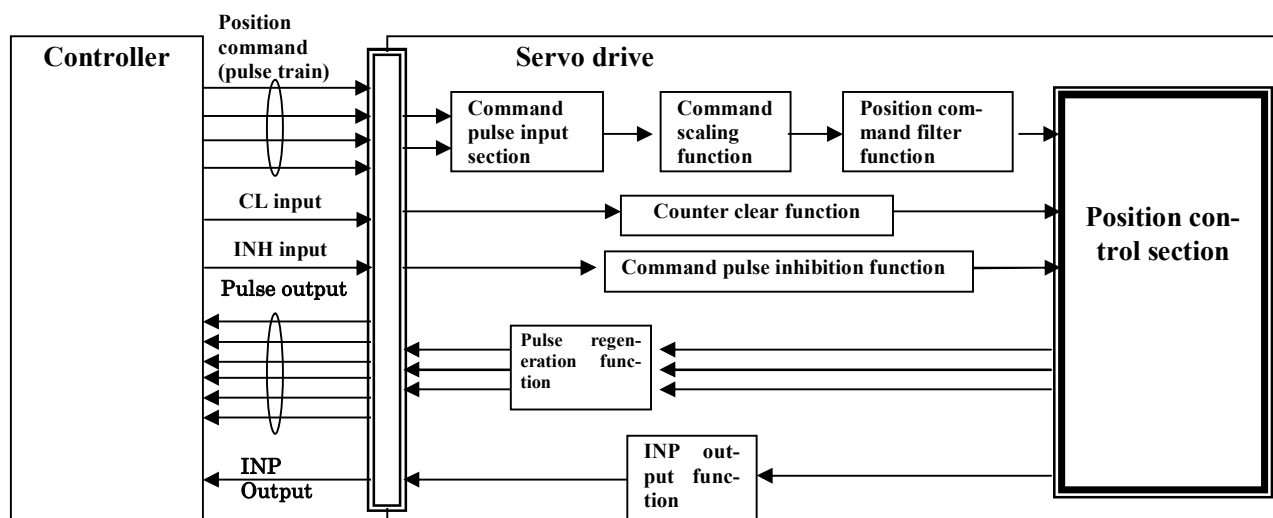 Position
command
(pulse train)
Controller
Servo drive
Command
pulse input
section
Command
scaling
function
Position com-
mand filter
function
CL input
Counter clear function
INH input
Command pulse inhibition function
Position con-
trol section
Pulse output
Pulse regen-
eration func-
tion
INP
Output
INP out-
put func-
tion